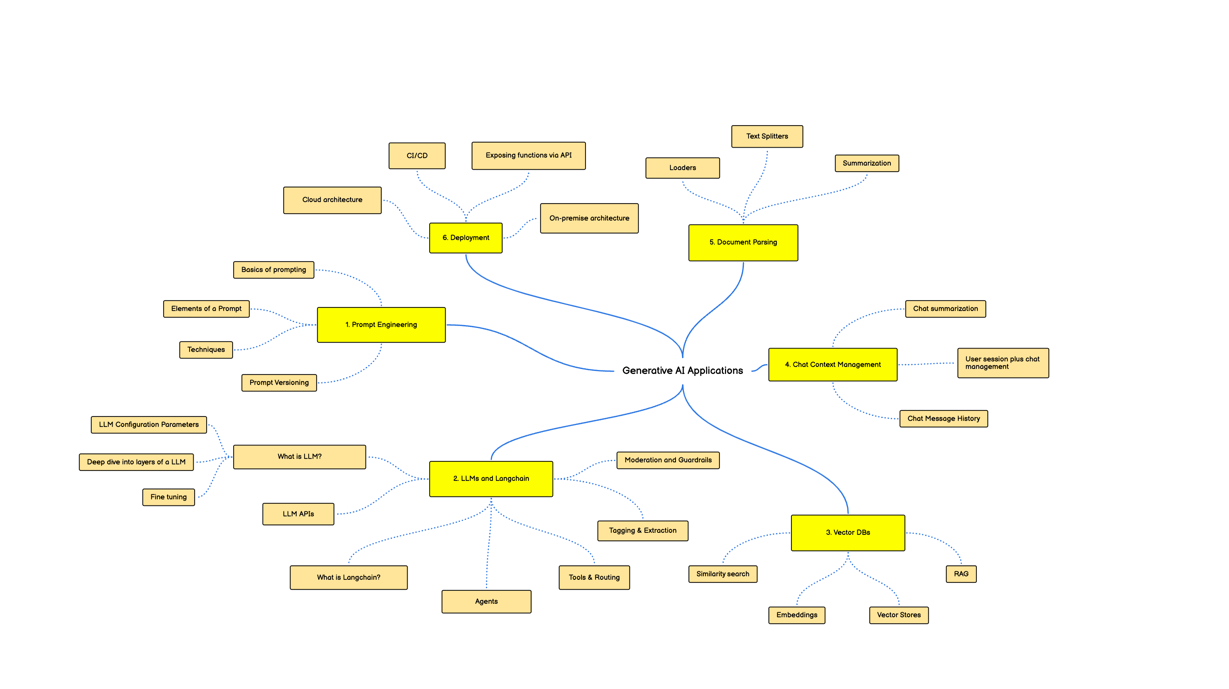 Text Splitters
CI/CD
Exposing functions via API
Loaders
Summarization
Cloud architecture
On-premise architecture
6. Deployment
5. Document Parsing
Basics of prompting
Elements of a Prompt
1. Prompt Engineering
Techniques
Prompt Versioning
Generative AI Applications
Chat summarization
4. Chat Context Management
User session plus chat
management
Chat Message History
LLM Configuration Parameters
What is LLM?
Deep dive into layers of a LLM
Fine tuning
2. LLMs and Langchain
Moderation and Guardrails
LLM APIs
Tagging & Extraction
What is Langchain?
Agents
Tools & Routing
3. Vector DBs
Similarity search
RAG
Embeddings
Vector Stores